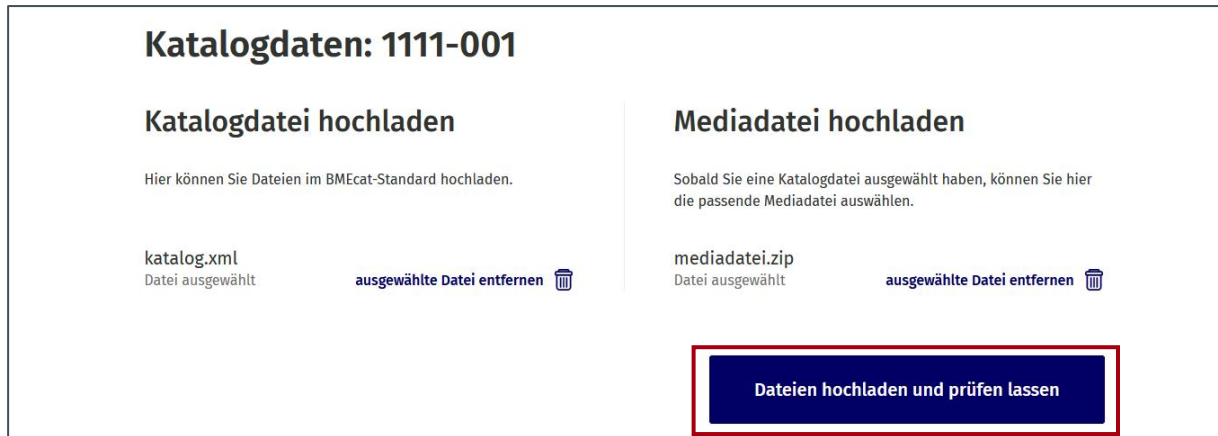 Katalogdaten: 1111-001
Katalogdatei hochladen
Hier können Sie Dateien im BMEcat-Standard hochladen.
katalog.xml
Datei ausgewählt
ausgewählte Datei entfernen
Mediadatei hochladen
Sobald Sie eine Katalogdatei ausgewählt haben, können Sie hier
die passende Mediadatei auswählen.
mediadatei.zip
Datei ausgewählt
ausgewählte Datei entfernen
Dateien hochladen und prüfen lassen